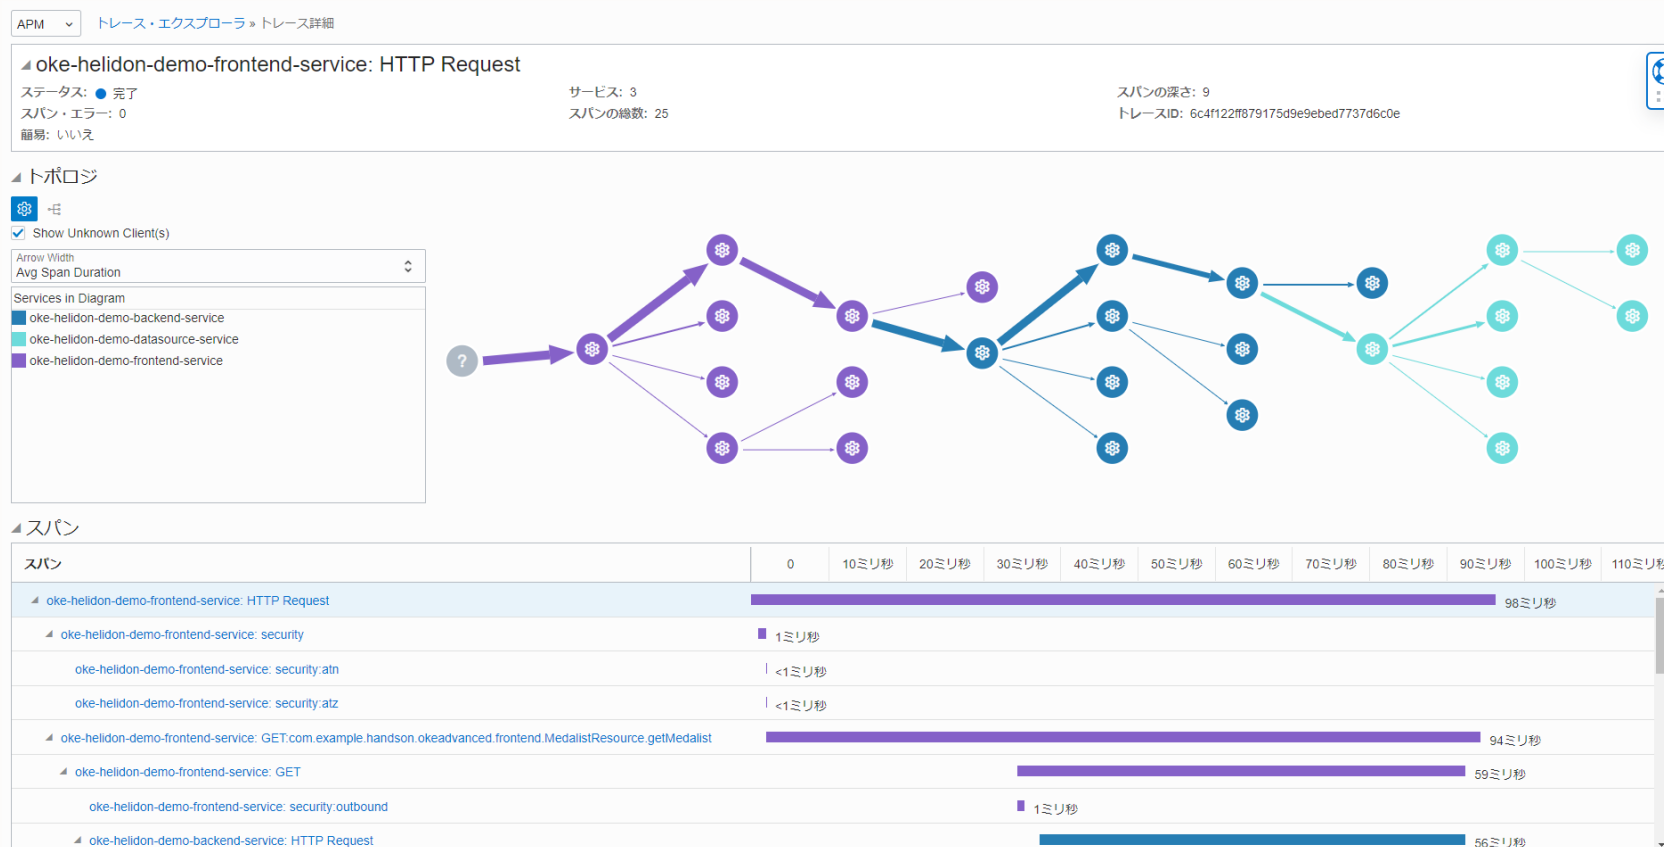 APM トレース・エクスプローラ » トレース詳細
oke-helidon-demo-frontend-service: HTTP Request
ステータス: 完了
サービス: 3
スパンの深さ: 9
スパン・エラー: 0
スパンの総数: 25
トレースID: 6c4f122ff879175d9e9ebed7737d6c0e
簡易: いいえ
トポロジ
Show Unknown Client(s)
Arrow Width
Avg Span Duration
Services in Diagram
oke-helidon-demo-backend-service
oke-helidon-demo-datasource-service
oke-helidon-demo-frontend-service
?
スパン
スパン 0 10ミリ秒 20ミリ秒 30ミリ秒 40ミリ秒 50ミリ秒 60ミリ秒 70ミリ秒 80ミリ秒 90ミリ秒 100ミリ秒 110ミリ秒
oke-helidon-demo-frontend-service: HTTP Request 98ミリ秒
oke-helidon-demo-frontend-service: security 1ミリ秒
oke-helidon-demo-frontend-service: security:atn <1ミリ秒
oke-helidon-demo-frontend-service: security:atz <1ミリ秒
oke-helidon-demo-frontend-service: GET:com.example.handson.okeadvanced.frontend.MedalistResource.getMedalist 94ミリ秒
oke-helidon-demo-frontend-service: GET 59ミリ秒
oke-helidon-demo-frontend-service: security:outbound 1ミリ秒
oke-helidon-demo-backend-service: HTTP Request 56ミリ秒